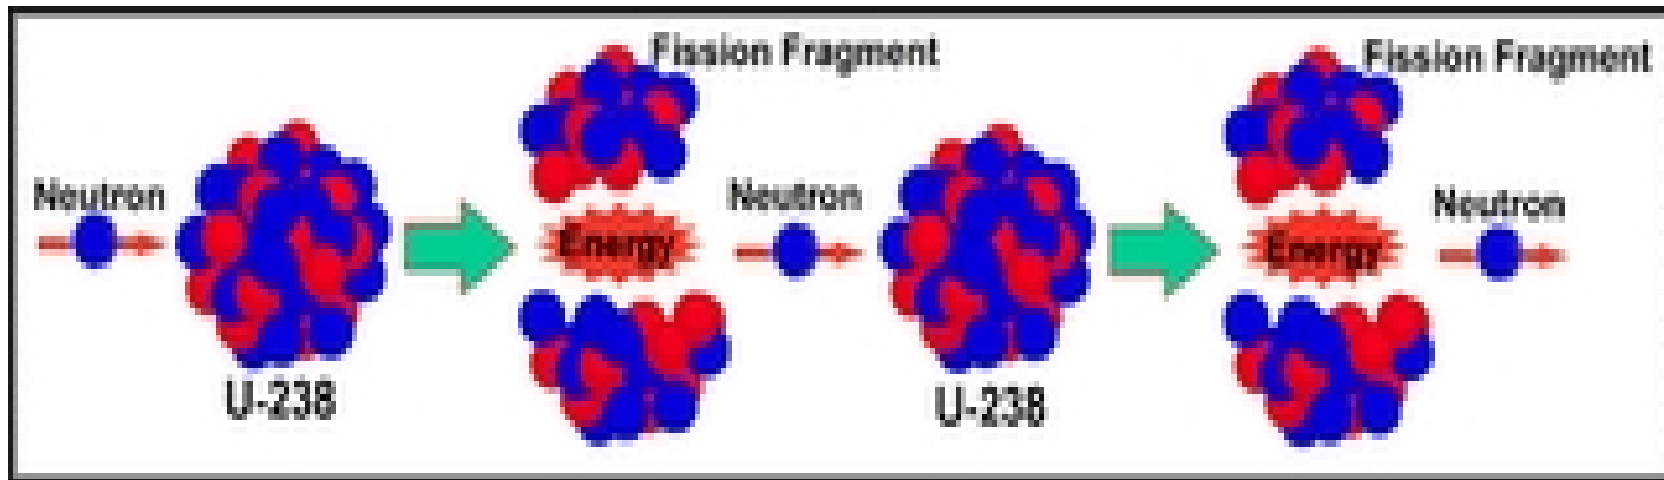 Fission Fragment
Fission Fragment
Neutron
Neutron
Neutron
Energy
Energy
U-238
U-238